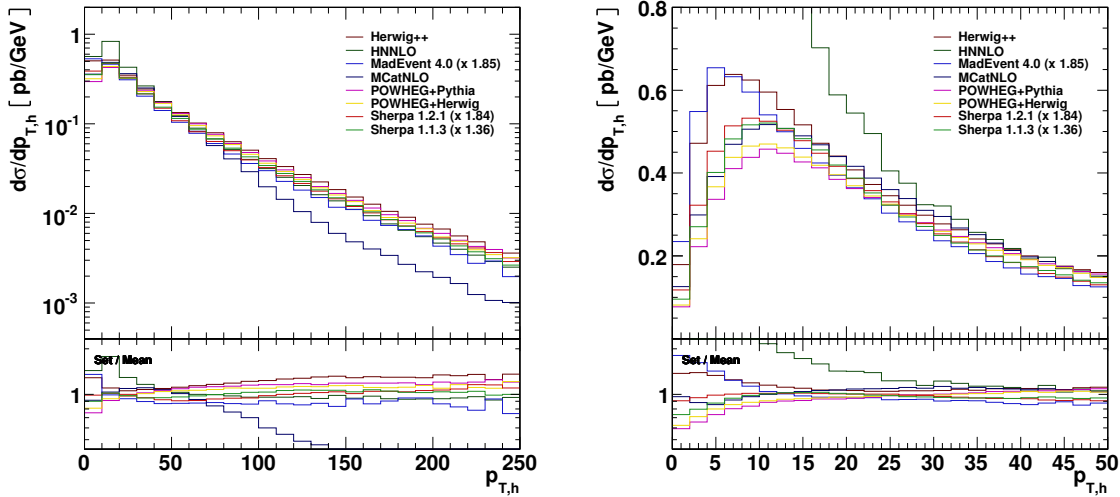 dσ/dp_T,h [ pb/GeV]
1
10^-1
10^-2
10^-3
Herwig++
HNNLO
MadEvent 4.0 (x 1.85)
MCatNLO
POWHEG+Pythia
POWHEG+Herwig
Sherpa 1.2.1 (x 1.84)
Sherpa 1.1.3 (x 1.36)
Set / Mean
1
0 50 100 150 200 250
p_T,h
dσ/dp_T,h [ pb/GeV]
0.8
0.6
0.4
0.2
Herwig++
HNNLO
MadEvent 4.0 (x 1.85)
MCatNLO
POWHEG+Pythia
POWHEG+Herwig
Sherpa 1.2.1 (x 1.84)
Sherpa 1.1.3 (x 1.36)
Set / Mean
1
0 5 10 15 20 25 30 35 40 45 50
p_T,h